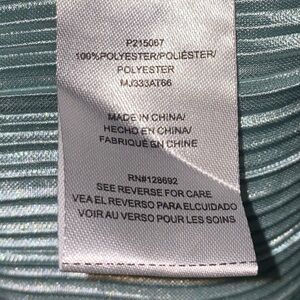 P215067
100%POLYESTER/POLIÉSTER/
POLYESTER
MJ333AT66
MADE IN CHINA/
HECHO EN CHINA/
FABRIQUÉ EN CHINE
RN#128692
SEE REVERSE FOR CARE
VEA EL REVERSO PARA EL CUIDADO
VOIR AU VERSO POUR LES SOINS